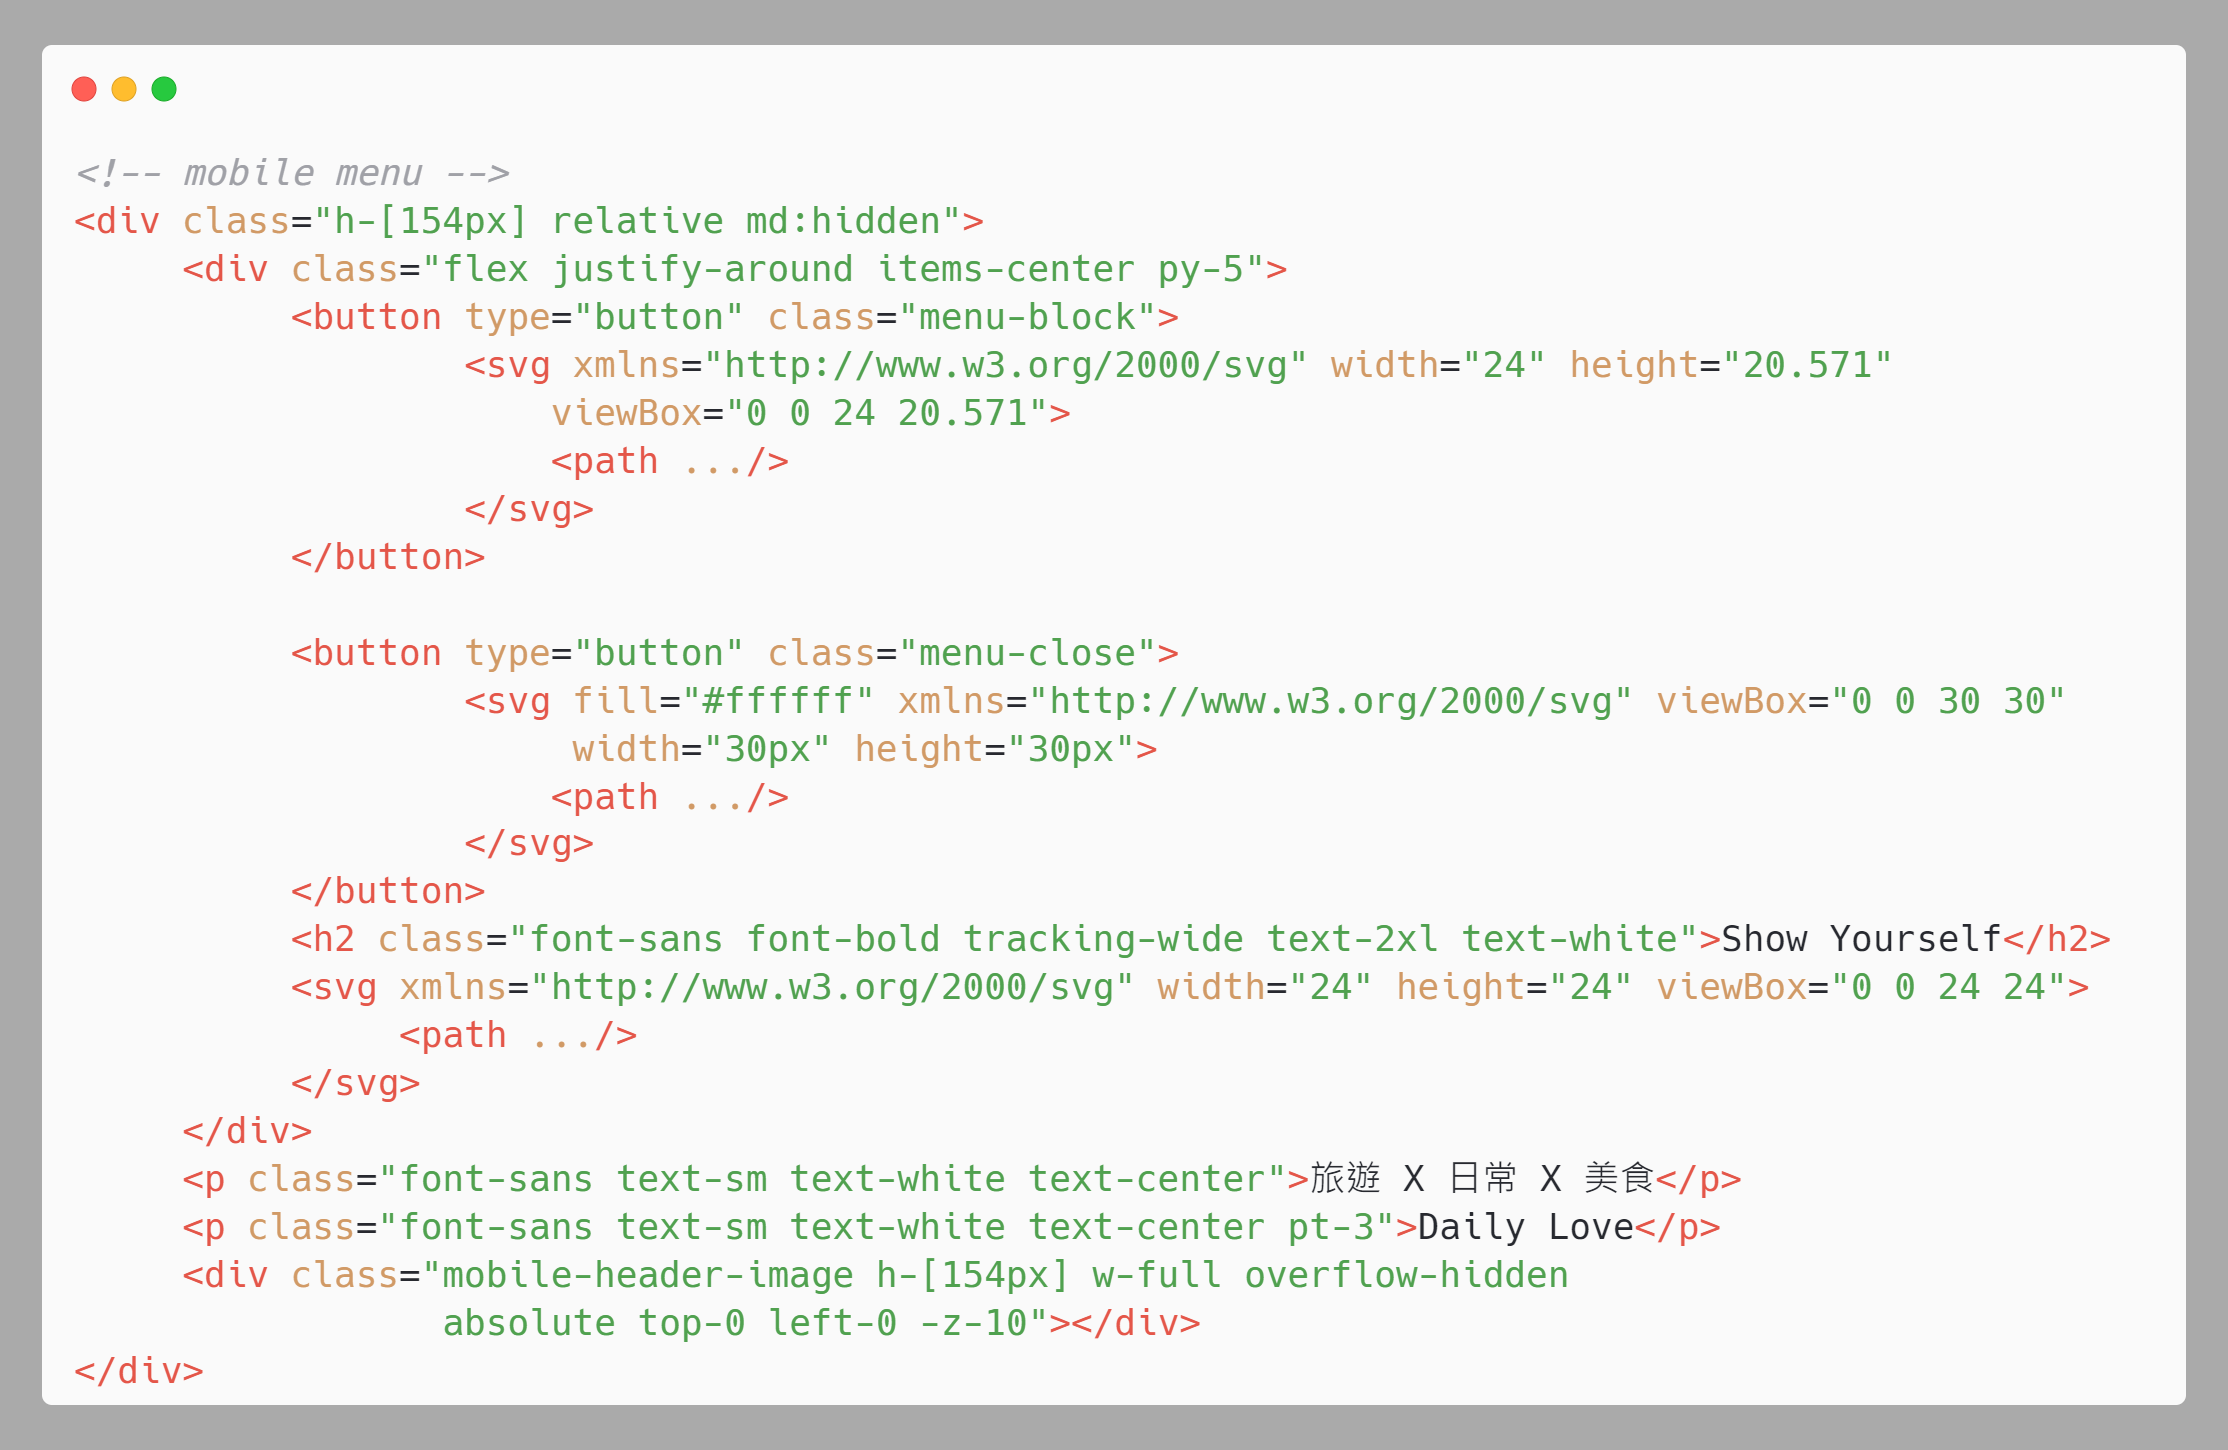 <!-- mobile menu -->
<div class="h-[154px] relative md:hidden">
<div class="flex justify-around items-center py-5">
<button type="button" class="menu-block">
<svg xmlns="http://www.w3.org/2000/svg" width="24" height="20.571"
viewBox="0 0 24 20.571">
<path .../>
</svg>
</button>
<button type="button" class="menu-close">
<svg fill="#ffffff" xmlns="http://www.w3.org/2000/svg" viewBox="0 0 30 30"
width="30px" height="30px">
<path .../>
</svg>
</button>
<h2 class="font-sans font-bold tracking-wide text-2xl text-white">Show Yourself</h2>
<svg xmlns="http://www.w3.org/2000/svg" width="24" height="24" viewBox="0 0 24 24">
<path .../>
</svg>
</div>
<p class="font-sans text-sm text-white text-center">旅遊 X 日常 X 美食</p>
<p class="font-sans text-sm text-white text-center pt-3">Daily Love</p>
<div class="mobile-header-image h-[154px] w-full overflow-hidden
absolute top-0 left-0 -z-10"></div>
</div>